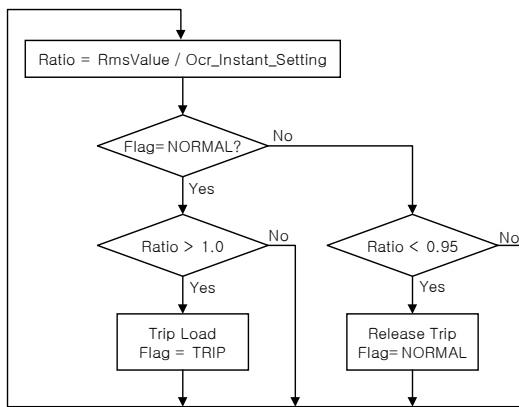 Ratio = RmsValue / Ocr_Instant_Setting
Flag=NORMAL?
No
Yes
Ratio > 1.0
No
Yes
Trip Load
Flag = TRIP
Ratio < 0.95
No
Yes
Release Trip
Flag=NORMAL